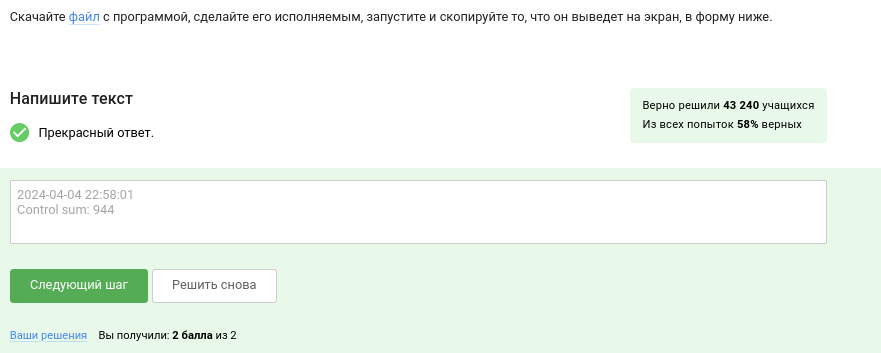 Скачайте файл с программой, сделайте его исполняемым, запустите и скопируйте то, что он выведет на экран, в форму ниже.
Напишите текст
Верно решили 43 240 учащихся
Из всех попыток 58% верных
Прекрасный ответ.
2024-04-04 22:58:01
Control sum: 944
Следующий шаг
Решить снова
Ваши решения Вы получили: 2 балла из 2